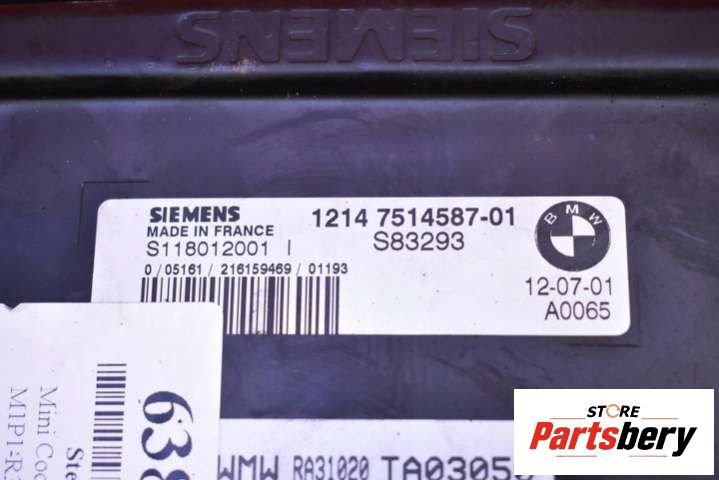 SIEMENS
SIEMENS 1214 7514587-01
MADE IN FRANCE
S118012001 I S83293
BMW
0 / 05161 / 216159469 / 01193
12-07-01
A0065
638
Mini
M1P1:R
WMW RA31020 TA0305
STORE
Partsbery